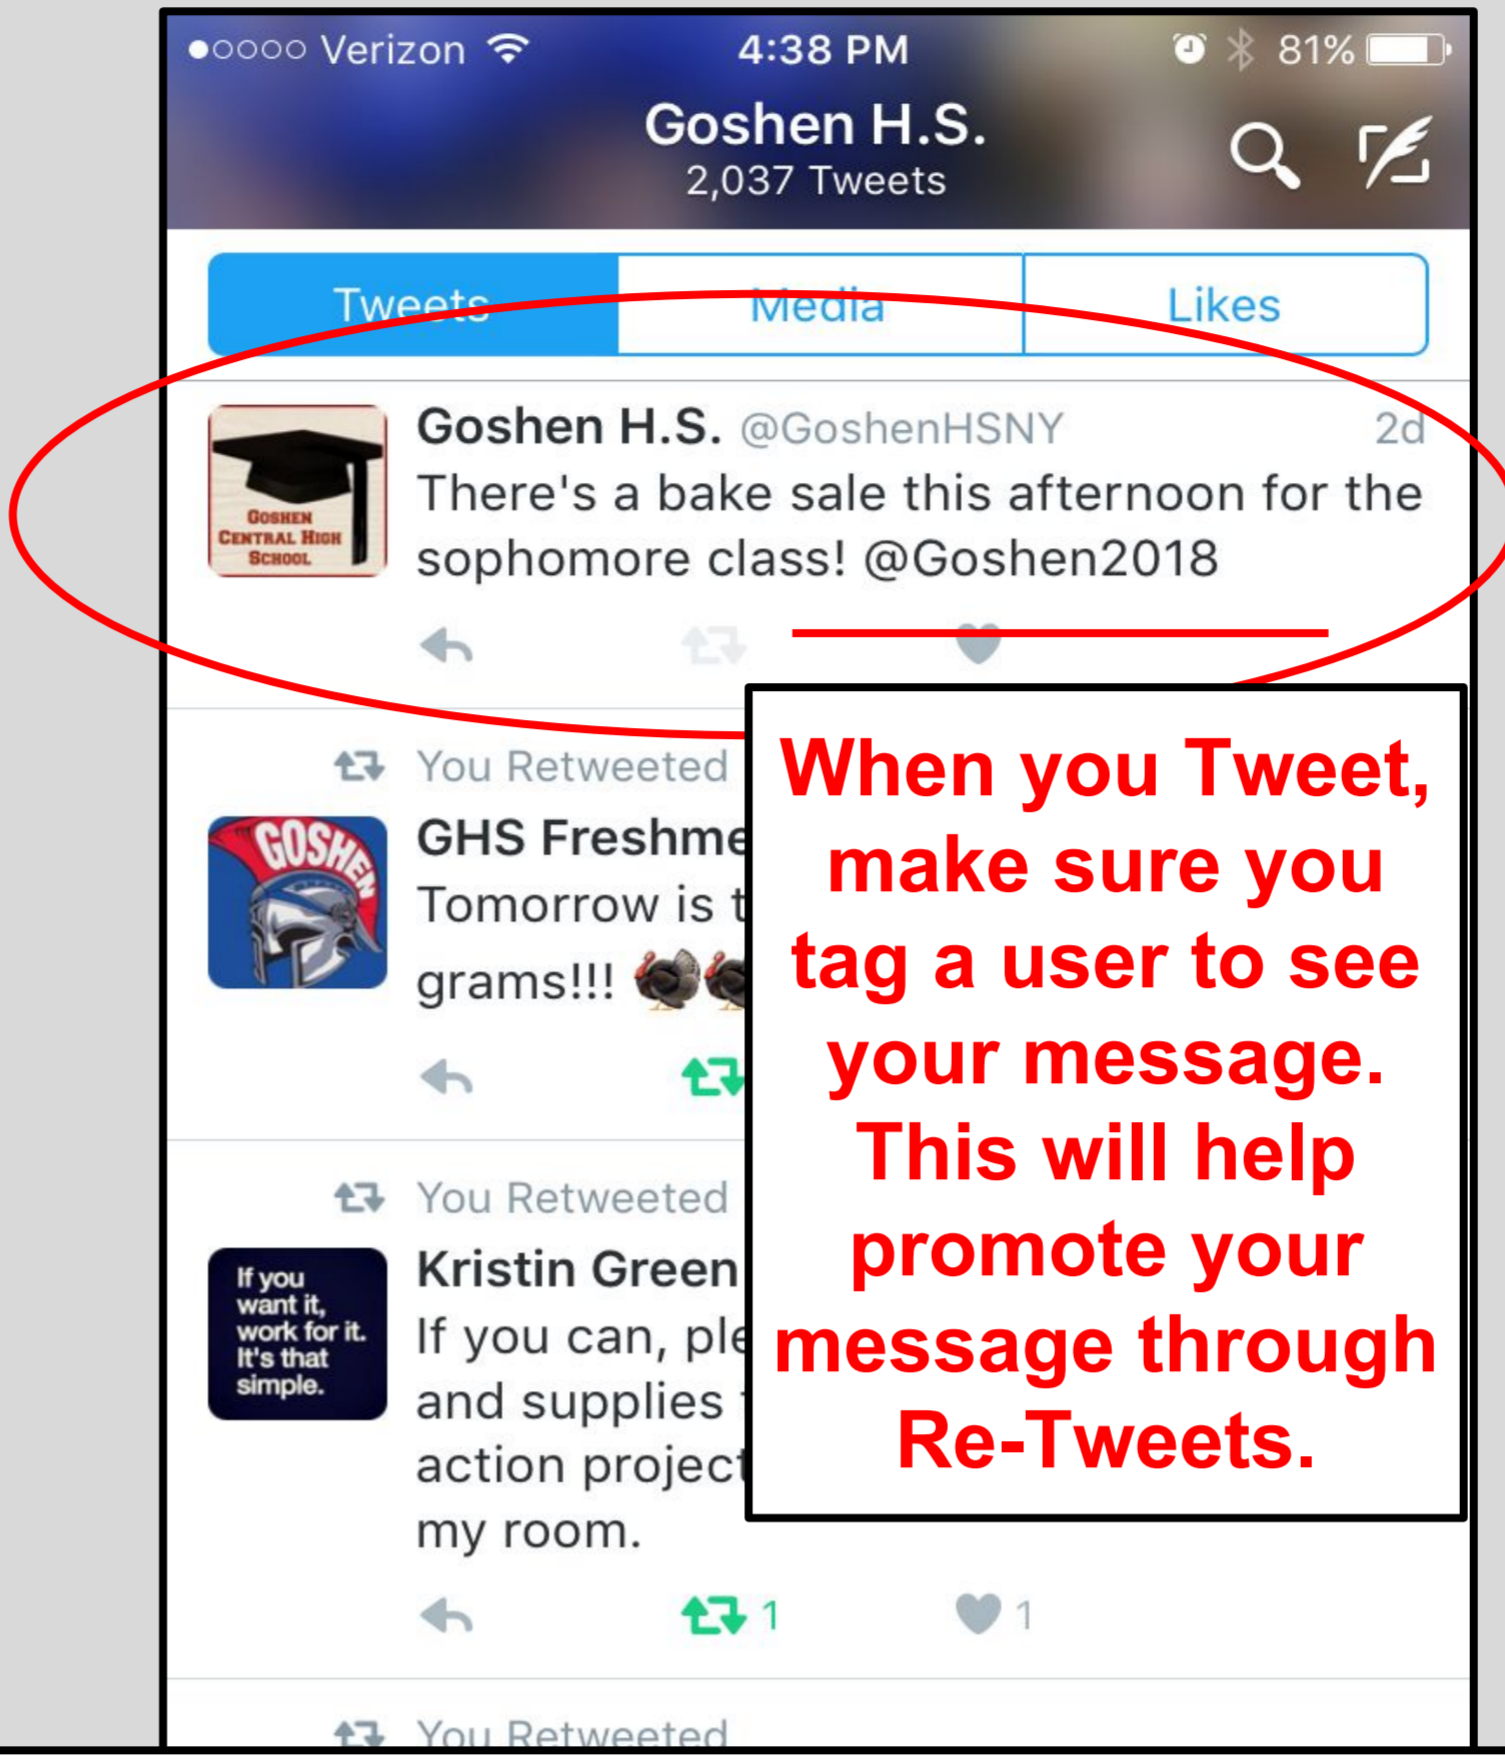 Verizon 4:38 PM 81%
Goshen H.S.
2,037 Tweets
Tweets Media Likes
Goshen H.S. @GoshenHSNY 2d
There's a bake sale this afternoon for the
sophomore class! @Goshen2018
GOSHEN
CENTRAL HIGH
SCHOOL
You Retweeted
GHS
Tomorrow is
grams!!!
GOSHEN
You Retweeted
Kristin Green
If you can,
and supplies
action
my room.
If you
want it,
work for it.
It's that
simple.
1 1
You Retweeted
When you Tweet,
make sure you
tag a user to see
your message.
This will help
promote your
message through
Re-Tweets.